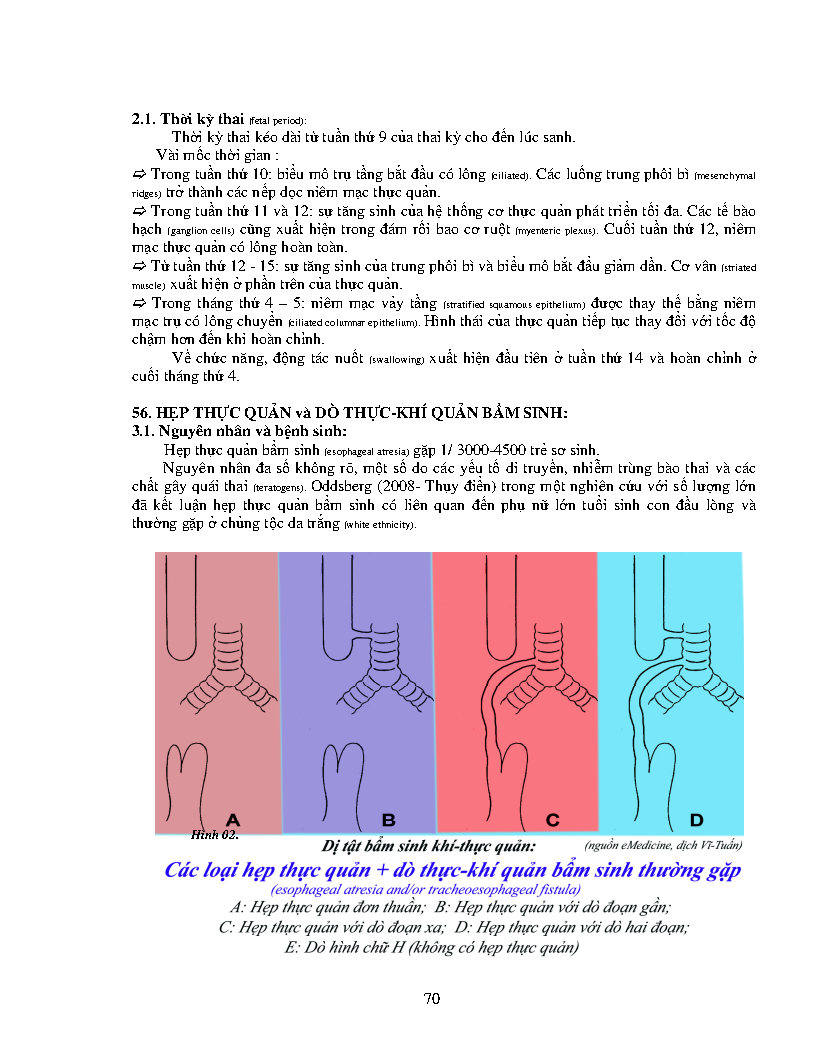 2.1. Thời kỳ thai (fetal period):
Thời kỳ thai kéo dài từ tuần thứ 9 của thai kỳ cho đến lúc sanh.
Vài mốc thời gian :
➯ Trong tuần thứ 10: biểu mô trụ tầng bắt đầu có lông (ciliated). Các luống trung phôi bì (mesenchymal
ridges) trở thành các nếp dọc niêm mạc thực quản.
➯ Trong tuần thứ 11 và 12: sự tăng sinh của hệ thống cơ thực quản phát triển tối đa. Các tế bào
hạch (ganglion cells) cũng xuất hiện trong đám rối bao cơ ruột (myenteric plexus). Cuối tuần thứ 12, niêm
mạc thực quản có lông hoàn toàn.
➯ Từ tuần thứ 12 - 15: sự tăng sinh của trung phôi bì và biểu mô bắt đầu giảm dần. Cơ vân (striated
muscle) xuất hiện ở phần trên của thực quản.
➯ Trong tháng thứ 4 – 5: niêm mạc vảy tầng (stratified squamous epithelium) được thay thế bằng niêm
mạc trụ có lông chuyển (ciliated columnar epithelium). Hình thái của thực quản tiếp tục thay đổi với tốc độ
chậm hơn đến khi hoàn chỉnh.
Về chức năng, động tác nuốt (swallowing) xuất hiện đầu tiên ở tuần thứ 14 và hoàn chỉnh ở
cuối tháng thứ 4.
56. HẸP THỰC QUẢN và DÒ THỰC-KHÍ QUẢN BẨM SINH:
3.1. Nguyên nhân và bệnh sinh:
Hẹp thực quản bẩm sinh (esophageal atresia) gặp 1/ 3000-4500 trẻ sơ sinh.
Nguyên nhân đa số không rõ, một số do các yếu tố di truyền, nhiễm trùng bào thai và các
chất gây quái thai (teratogens). Oddsberg (2008- Thụy điển) trong một nghiên cứu với số lượng lớn
đã kết luận hẹp thực quản bẩm sinh có liên quan đến phụ nữ lớn tuổi sinh con đầu lòng và
thường gặp ở chủng tộc da trắng (white ethnicity).
A B C D
Hình 02.
Dị tật bẩm sinh khí-thực quản: (nguồn eMedicine, dịch Vĩ-Tuấn)
Các loại hẹp thực quản + dò thực-khí quản bẩm sinh thường gặp
(esophageal atresia and/or tracheoesophageal fistula)
A: Hẹp thực quản đơn thuần; B: Hẹp thực quản với dò đoạn gần;
C: Hẹp thực quản với dò đoạn xa; D: Hẹp thực quản với dò hai đoạn;
E: Dò hình chữ H (không có hẹp thực quản)
70